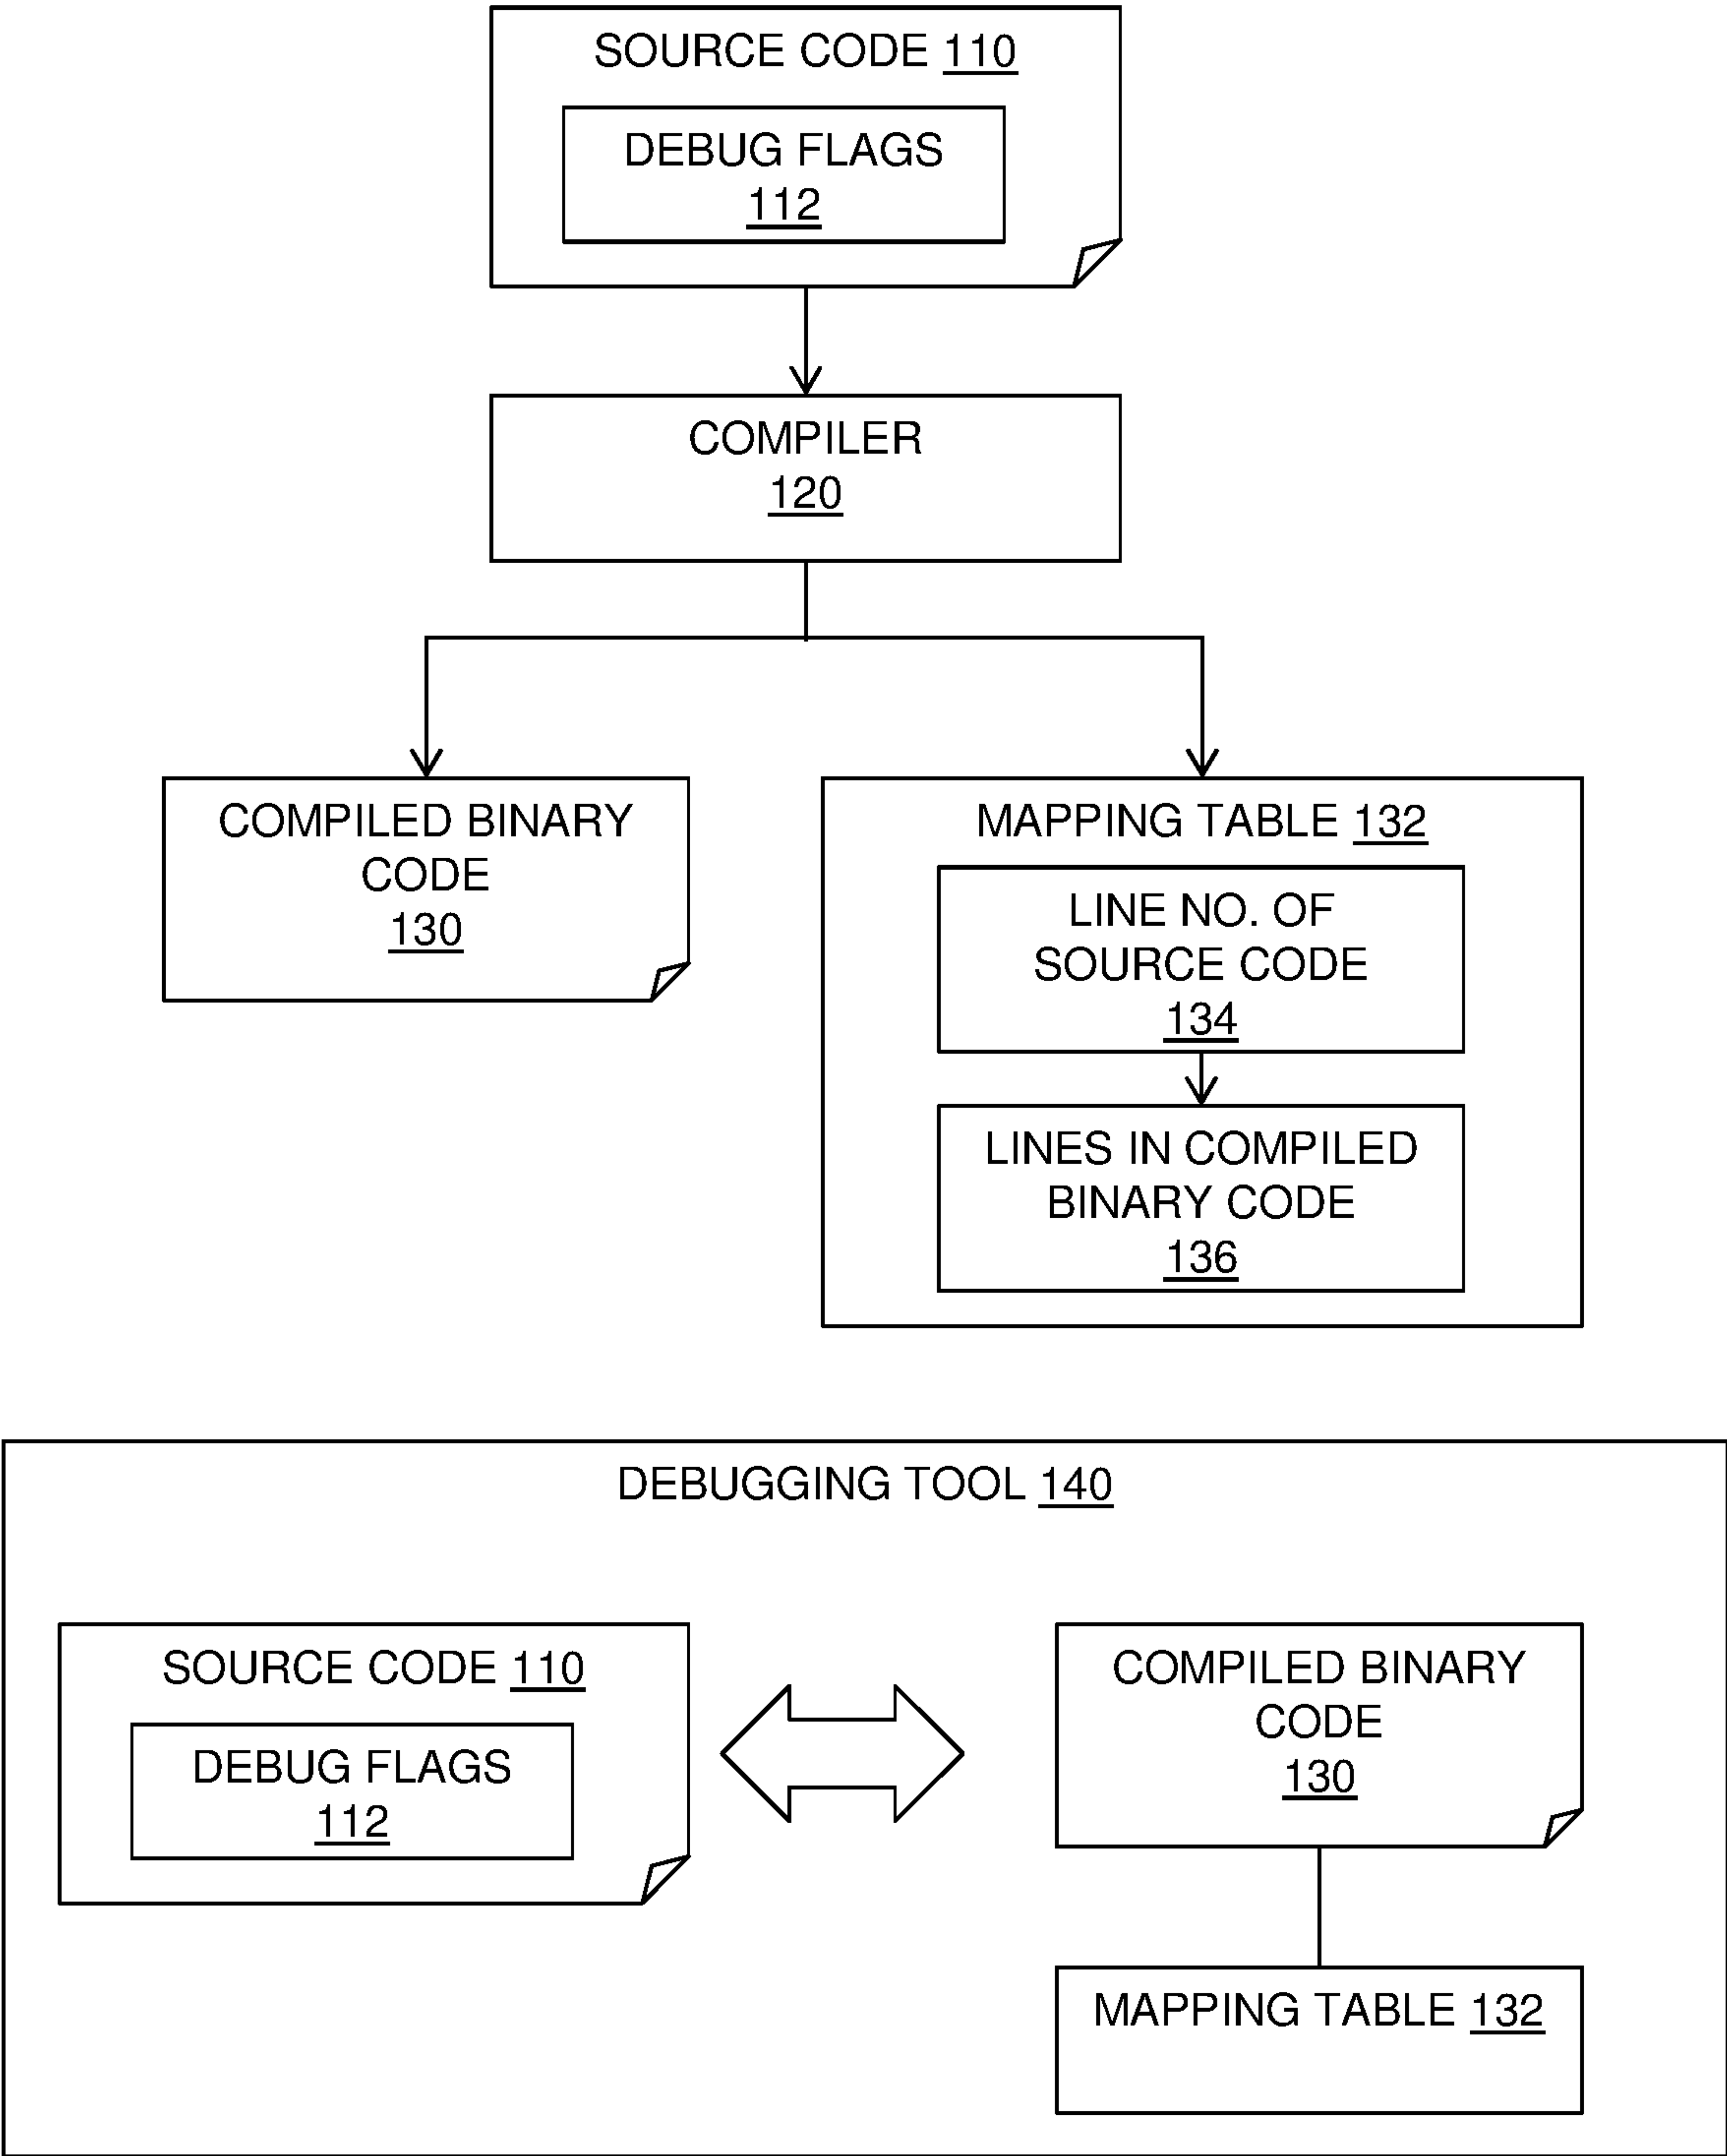 SOURCE CODE 110
DEBUG FLAGS
112
COMPILER
120
COMPILED BINARY
CODE
130
MAPPING TABLE 132
LINE NO. OF
SOURCE CODE
134
LINES IN COMPILED
BINARY CODE
136
DEBUGGING TOOL 140
SOURCE CODE 110
DEBUG FLAGS
112
COMPILED BINARY
CODE
130
MAPPING TABLE 132